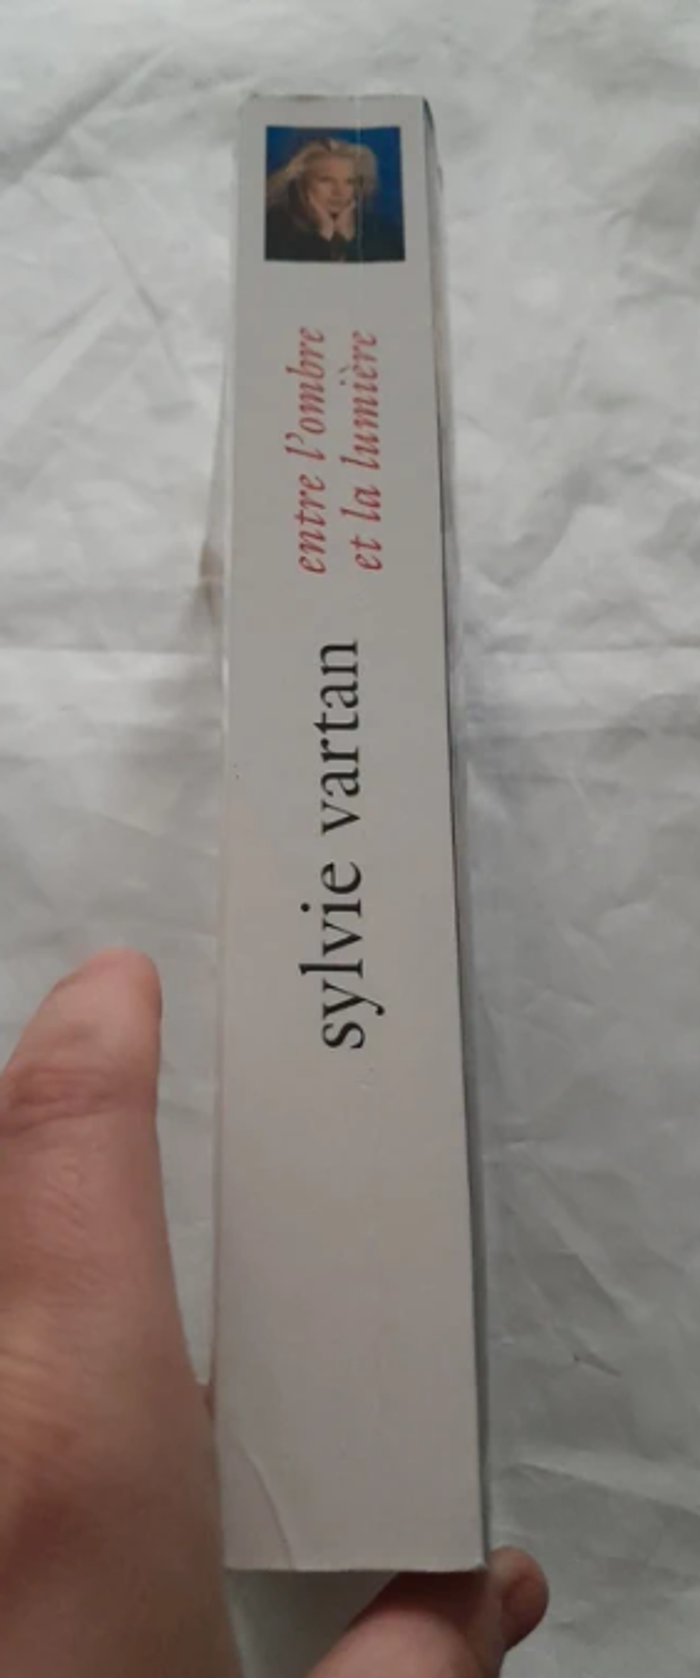 sylvie vartan
entre l'ombre
et la lumière